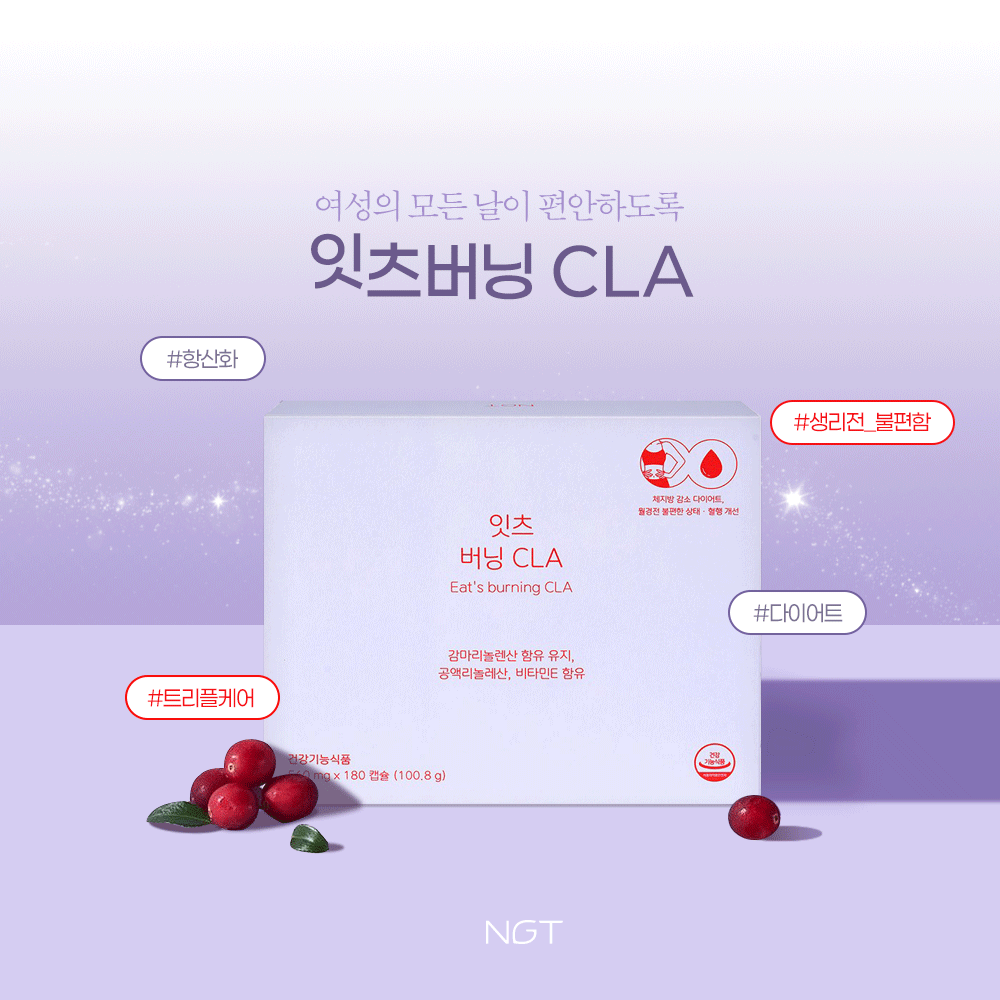 여성의 모든 날이 편안하도록
잇츠버닝 CLA
#항산화
#생리전_불편함
체지방 감소 다이어트,
월경전 불편한 상태 · 혈행 개선
잇츠
버닝 CLA
Eat's burning CLA
#다이어트
감마리놀렌산 함유 유지,
공액리놀레산, 비타민E 함유
#트리플케어
건강기능식품
560 mg x 180 캡슐 (100.8 g)
건강
기능식품
NGT